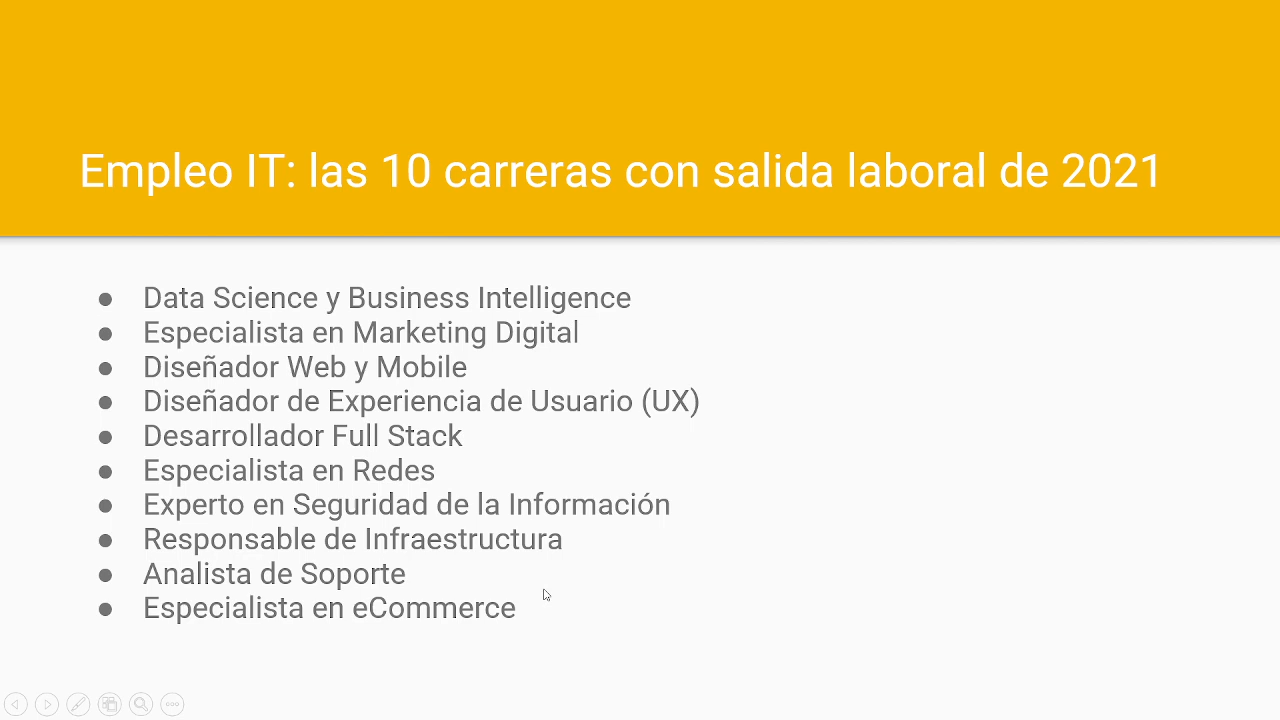 Empleo IT: las 10 carreras con salida laboral de 2021
● Data Science y Business Intelligence
● Especialista en Marketing Digital
● Diseñador Web y Mobile
● Diseñador de Experiencia de Usuario (UX)
● Desarrollador Full Stack
● Especialista en Redes
● Experto en Seguridad de la Información
● Responsable de Infraestructura
● Analista de Soporte
● Especialista en eCommerce